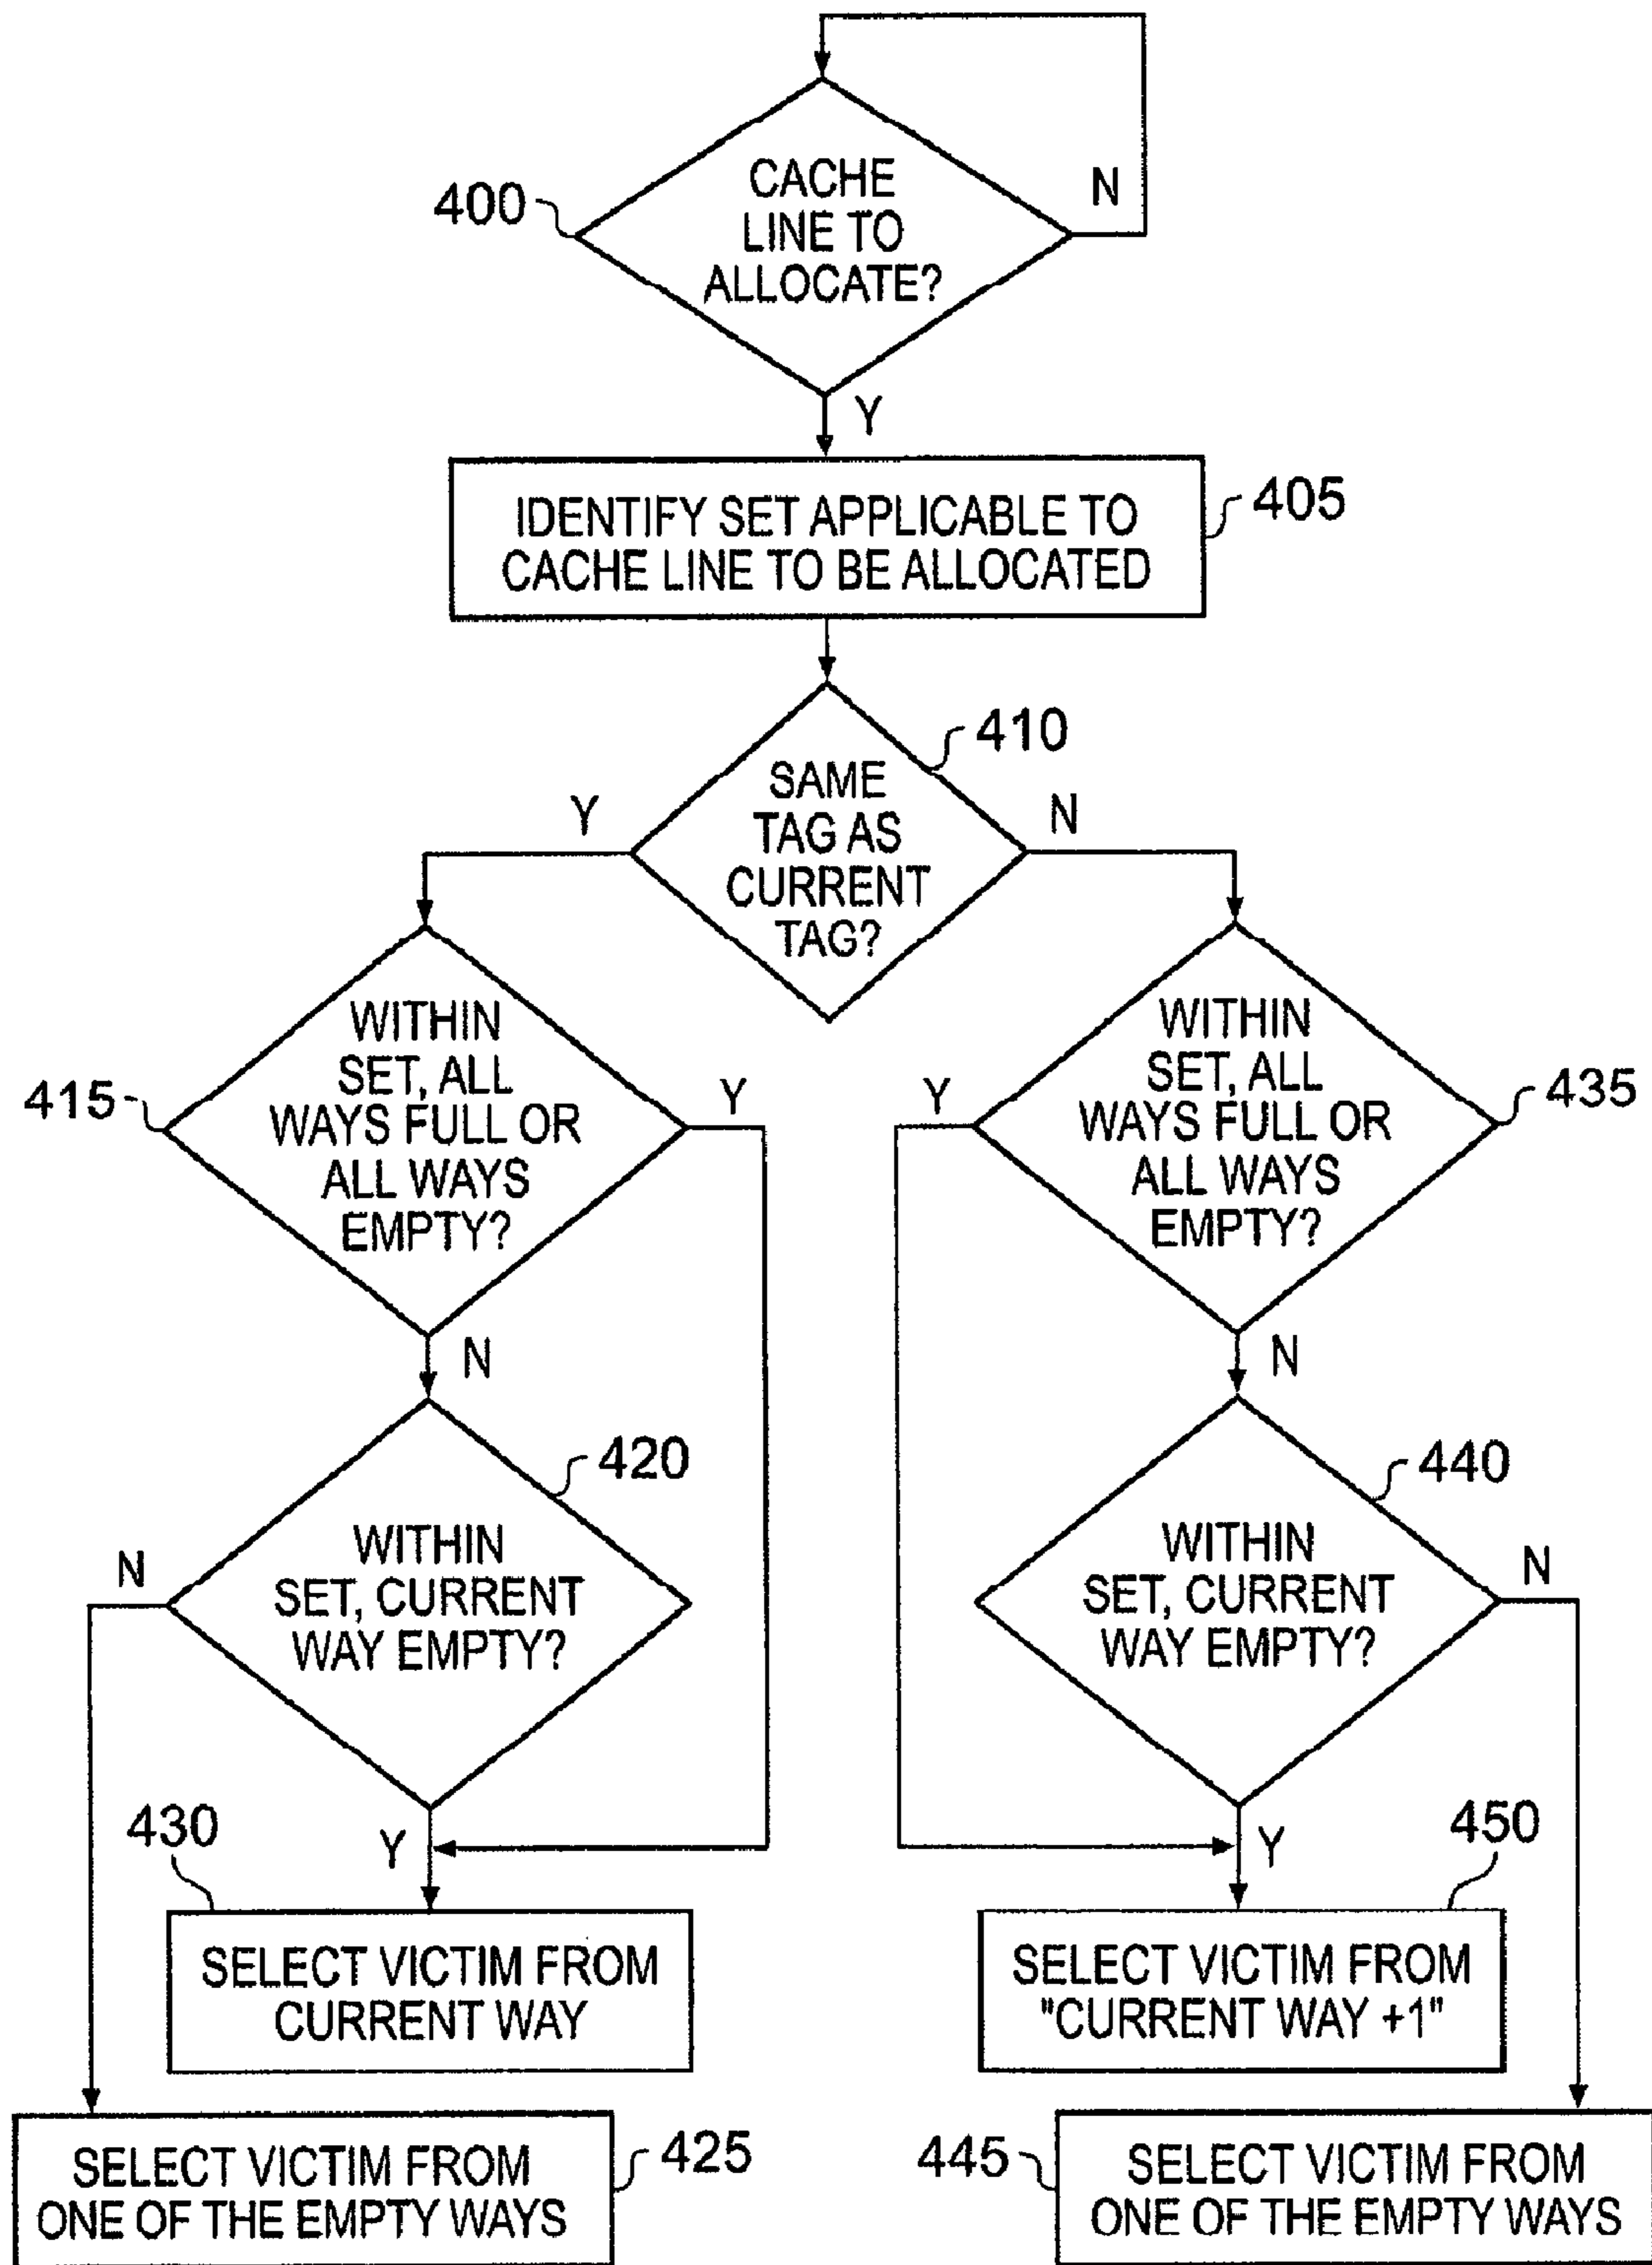 CACHE
LINE TO
ALLOCATE?
N
400
Y
IDENTIFY SET APPLICABLE TO
CACHE LINE TO BE ALLOCATED
405
410
SAME
TAG AS
CURRENT
TAG?
Y
N
WITHIN
SET, ALL
WAYS FULL OR
ALL WAYS
EMPTY?
415
Y
N
WITHIN
SET, ALL
WAYS FULL OR
ALL WAYS
EMPTY?
435
Y
N
420
WITHIN
SET, CURRENT
WAY EMPTY?
N
Y
440
WITHIN
SET, CURRENT
WAY EMPTY?
N
Y
430
SELECT VICTIM FROM
CURRENT WAY
450
SELECT VICTIM FROM
"CURRENT WAY +1"
SELECT VICTIM FROM
ONE OF THE EMPTY WAYS
425
445
SELECT VICTIM FROM
ONE OF THE EMPTY WAYS